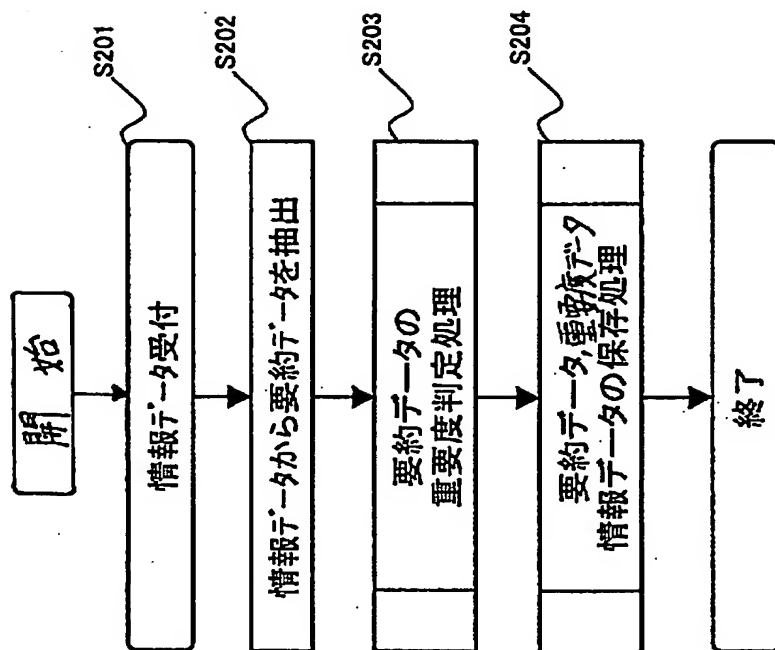 開始
S201
情報データ受付
S202
情報データから要約データを抽出
S203
要約データの
重要度判定処理
S204
要約データ,重要度データ
情報データの保存処理
終了